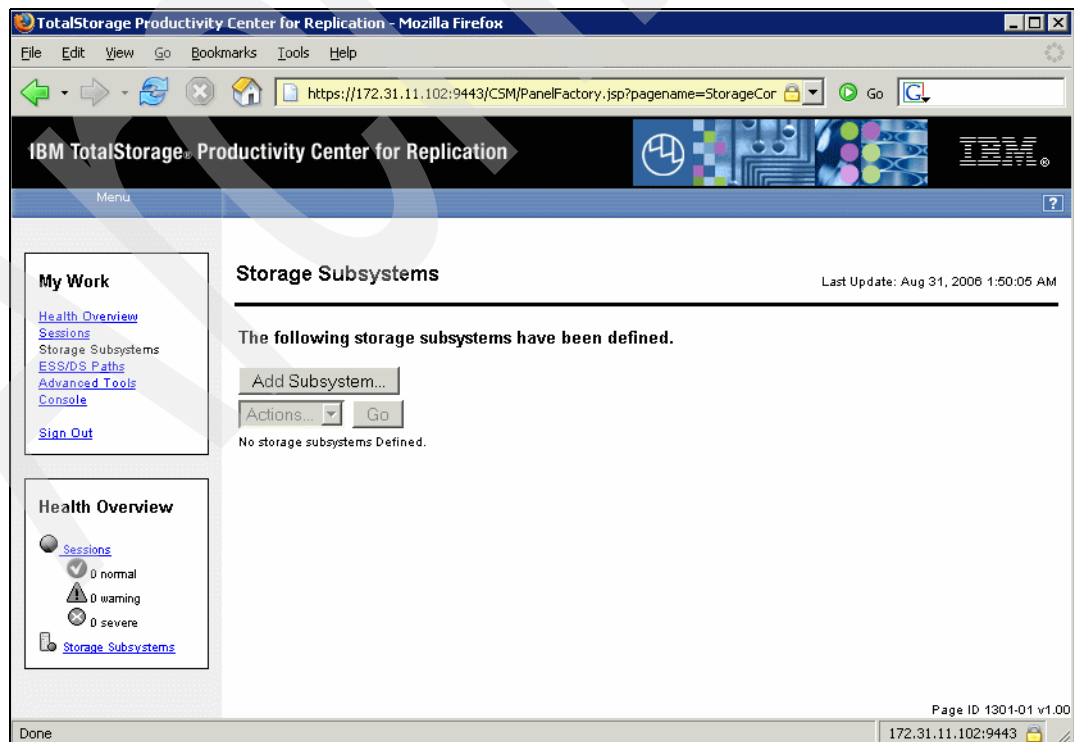 TotalStorage Productivity Center for Replication - Mozilla Firefox
File Edit View Go Bookmarks Tools Help
https://172.31.11.102:9443/CSM/PanelFactory.jsp?pagename=StorageCor Go G
IBM TotalStorage® Productivity Center for Replication IBM®
Menu ?
My Work
Health Overview
Sessions
Storage Subsystems
ESS/DS Paths
Advanced Tools
Console
Sign Out
Health Overview
Sessions
0 normal
0 warning
0 severe
Storage Subsystems
Storage Subsystems
Last Update: Aug 31, 2006 1:50:05 AM
The following storage subsystems have been defined.
Add Subsystem...
Actions... Go
No storage subsystems Defined.
Page ID 1301-01 v1.00
Done 172.31.11.102:9443